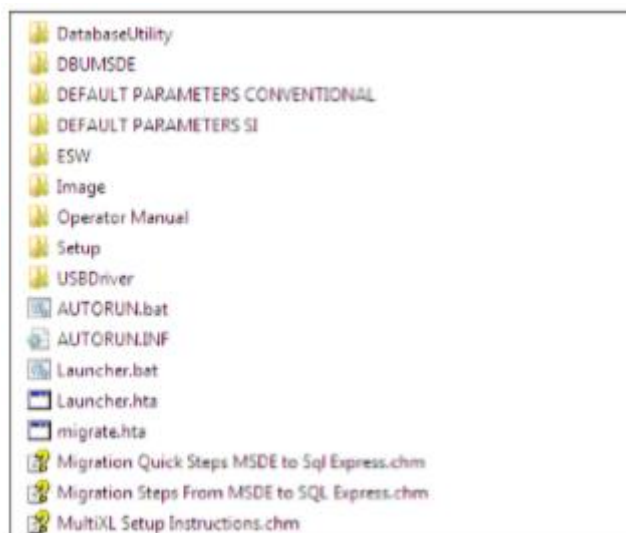 DatabaseUtility
DBUMSDE
DEFAULT PARAMETERS CONVENTIONAL
DEFAULT PARAMETERS SI
ESW
Image
Operator Manual
Setup
USBDriver
AUTORUN.bat
AUTORUN.INF
Launcher.bat
Launcher.hta
migrate.hta
Migration Quick Steps MSDE to Sql Express.chm
Migration Steps From MSDE to SQL Express.chm
MultiXL Setup Instructions.chm